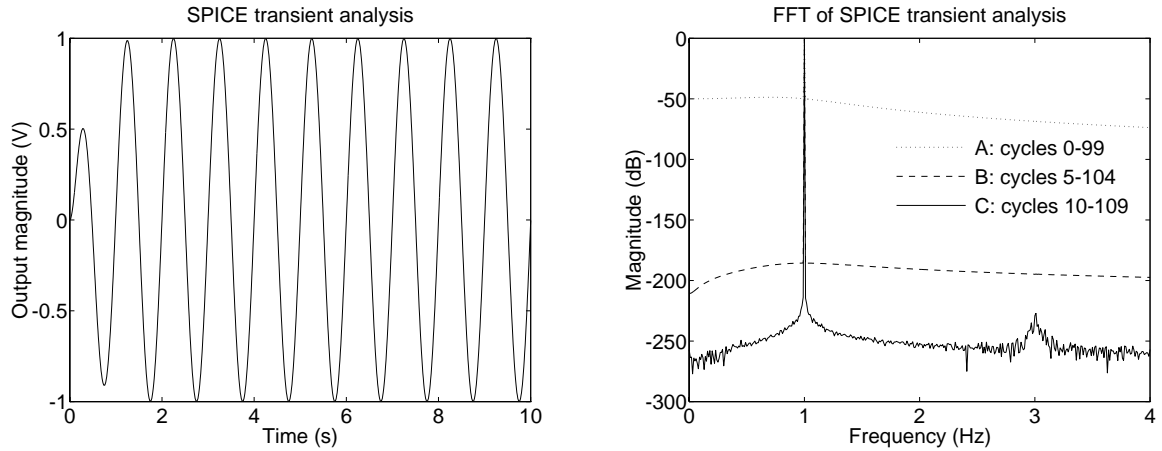 SPICE transient analysis
1
0.5
0
-0.5
-1
Output magnitude (V)
0 2 4 6 8 10
Time (s)
FFT of SPICE transient analysis
0
-50
-100
-150
-200
-250
-300
Magnitude (dB)
A: cycles 0-99
B: cycles 5-104
C: cycles 10-109
0 1 2 3 4
Frequency (Hz)